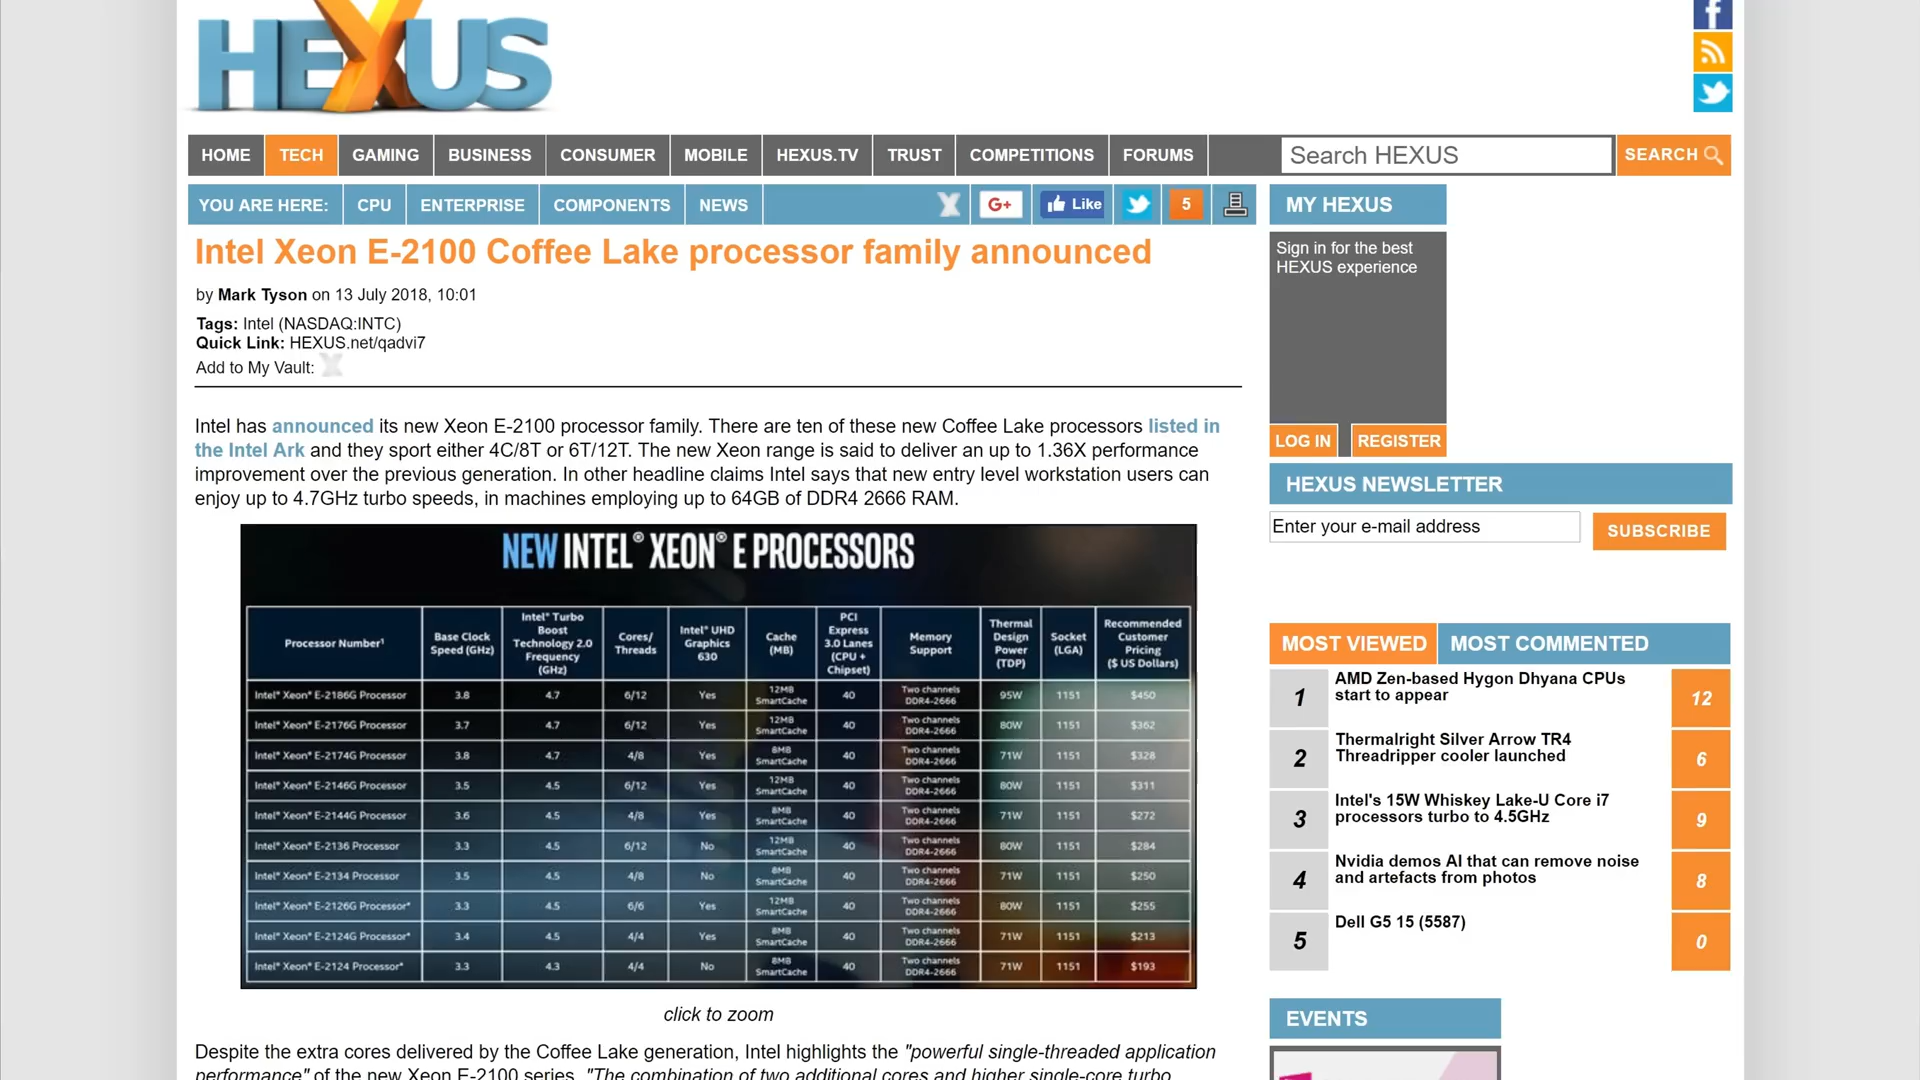 HEXUS
HOME TECH GAMING BUSINESS CONSUMER MOBILE HEXUS.TV TRUST COMPETITIONS FORUMS Search HEXUS SEARCH
YOU ARE HERE: CPU ENTERPRISE COMPONENTS NEWS G+ Like 5
MY HEXUS
Intel Xeon E-2100 Coffee Lake processor family announced
Sign in for the best
HEXUS experience
by Mark Tyson on 13 July 2018, 10:01
Tags: Intel (NASDAQ:INTC)
Quick Link: HEXUS.net/qadvi7
Add to My Vault:
LOG IN REGISTER
Intel has announced its new Xeon E-2100 processor family. There are ten of these new Coffee Lake processors listed in
the Intel Ark and they sport either 4C/8T or 6T/12T. The new Xeon range is said to deliver an up to 1.36X performance
improvement over the previous generation. In other headline claims Intel says that new entry level workstation users can
enjoy up to 4.7GHz turbo speeds, in machines employing up to 64GB of DDR4 2666 RAM.
HEXUS NEWSLETTER
Enter your e-mail address SUBSCRIBE
NEW INTEL® XEON® E PROCESSORS
Processor Number¹ Base Clock Speed (GHz) Intel® Turbo Boost Technology 2.0 Frequency (GHz) Cores/ Threads Intel® UHD Graphics 630 Cache (MB) PCI Express 3.0 Lanes (CPU + Chipset) Memory Support Thermal Design Power (TDP) Socket (LGA) Recommended Customer Pricing ($ US Dollars)
Intel® Xeon® E-2186G Processor 3.8 4.7 6/12 Yes 12MB SmartCache 40 Two channels DDR4-2666 95W 1151 $450
Intel® Xeon® E-2176G Processor 3.7 4.7 6/12 Yes 12MB SmartCache 40 Two channels DDR4-2666 80W 1151 $362
Intel® Xeon® E-2174G Processor 3.8 4.7 4/8 Yes 8MB SmartCache 40 Two channels DDR4-2666 71W 1151 $328
Intel® Xeon® E-2146G Processor 3.5 4.5 6/12 Yes 12MB SmartCache 40 Two channels DDR4-2666 80W 1151 $311
Intel® Xeon® E-2144G Processor 3.6 4.5 4/8 Yes 8MB SmartCache 40 Two channels DDR4-2666 71W 1151 $272
Intel® Xeon® E-2136 Processor 3.3 4.5 6/12 No 12MB SmartCache 40 Two channels DDR4-2666 80W 1151 $284
Intel® Xeon® E-2134 Processor 3.5 4.5 4/8 No 8MB SmartCache 40 Two channels DDR4-2666 71W 1151 $250
Intel® Xeon® E-2126G Processor* 3.3 4.5 6/6 Yes 12MB SmartCache 40 Two channels DDR4-2666 80W 1151 $255
Intel® Xeon® E-2124G Processor* 3.4 4.5 4/4 Yes 8MB SmartCache 40 Two channels DDR4-2666 71W 1151 $213
Intel® Xeon® E-2124 Processor* 3.3 4.3 4/4 No 8MB SmartCache 40 Two channels DDR4-2666 71W 1151 $193
click to zoom
MOST VIEWED MOST COMMENTED
1 AMD Zen-based Hygon Dhyana CPUs
start to appear 12
2 Thermalright Silver Arrow TR4
Threadripper cooler launched 6
3 Intel's 15W Whiskey Lake-U Core i7
processors turbo to 4.5GHz 9
4 Nvidia demos AI that can remove noise
and artefacts from photos 8
5 Dell G5 15 (5587) 0
EVENTS
Despite the extra cores delivered by the Coffee Lake generation, Intel highlights the "powerful single-threaded application
performance" of the new Xeon E-2100 series. "The combination of two additional cores and higher single-core turbo